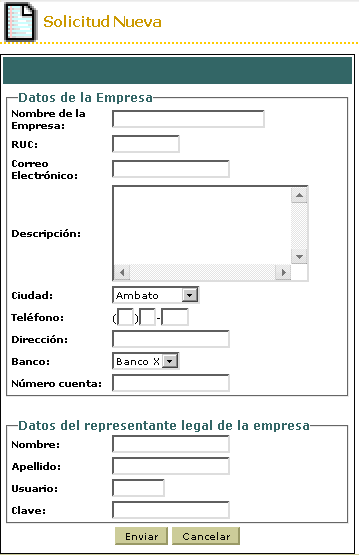 Solicitud Nueva
Datos de la Empresa
Nombre de la
Empresa:
RUC:
Correo
Electrónico:
Descripción:
Ciudad: Ambato
Teléfono: ( ) -
Dirección:
Banco: Banco X
Número cuenta:
Datos del representante legal de la empresa
Nombre:
Apellido:
Usuario:
Clave:
Enviar Cancelar